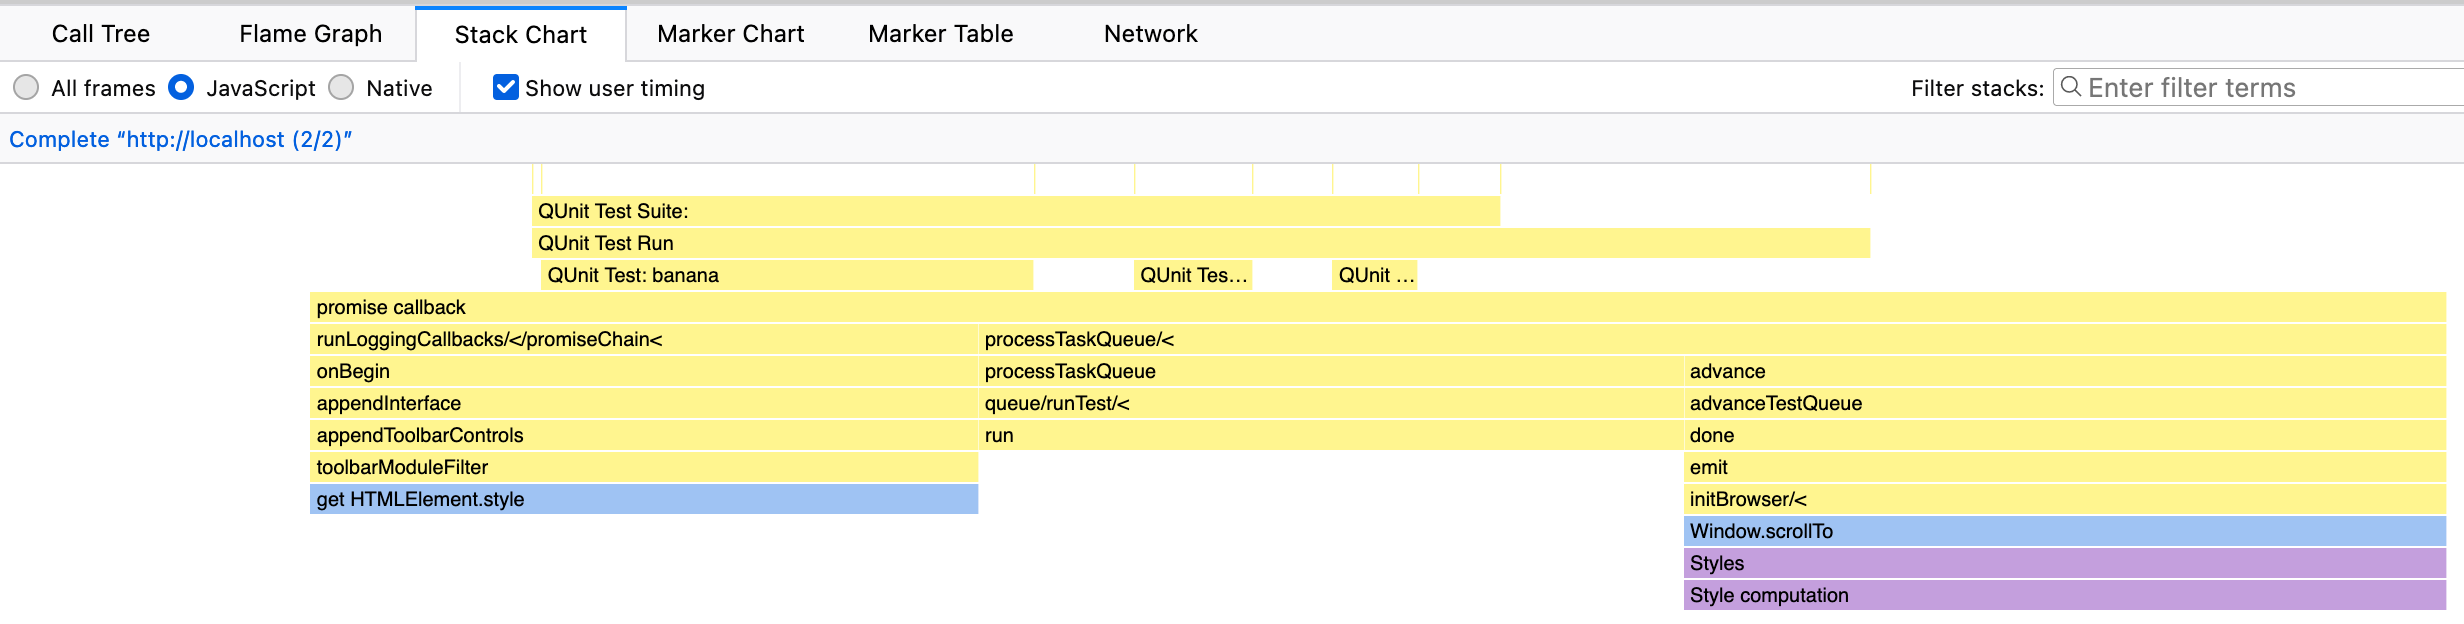 Call Tree Flame Graph Stack Chart Marker Chart Marker Table Network
All frames JavaScript Native Show user timing Filter stacks: Enter filter terms
Complete “http://localhost (2/2)”
QUnit Test Suite:
QUnit Test Run
QUnit Test: banana QUnit Tes… QUnit …
promise callback
runLoggingCallbacks/</promiseChain< processTaskQueue/<
onBegin processTaskQueue advance
appendInterface queue/runTest/< advanceTestQueue
appendToolbarControls run done
toolbarModuleFilter emit
get HTMLElement.style initBrowser/<
Window.scrollTo
Styles
Style computation